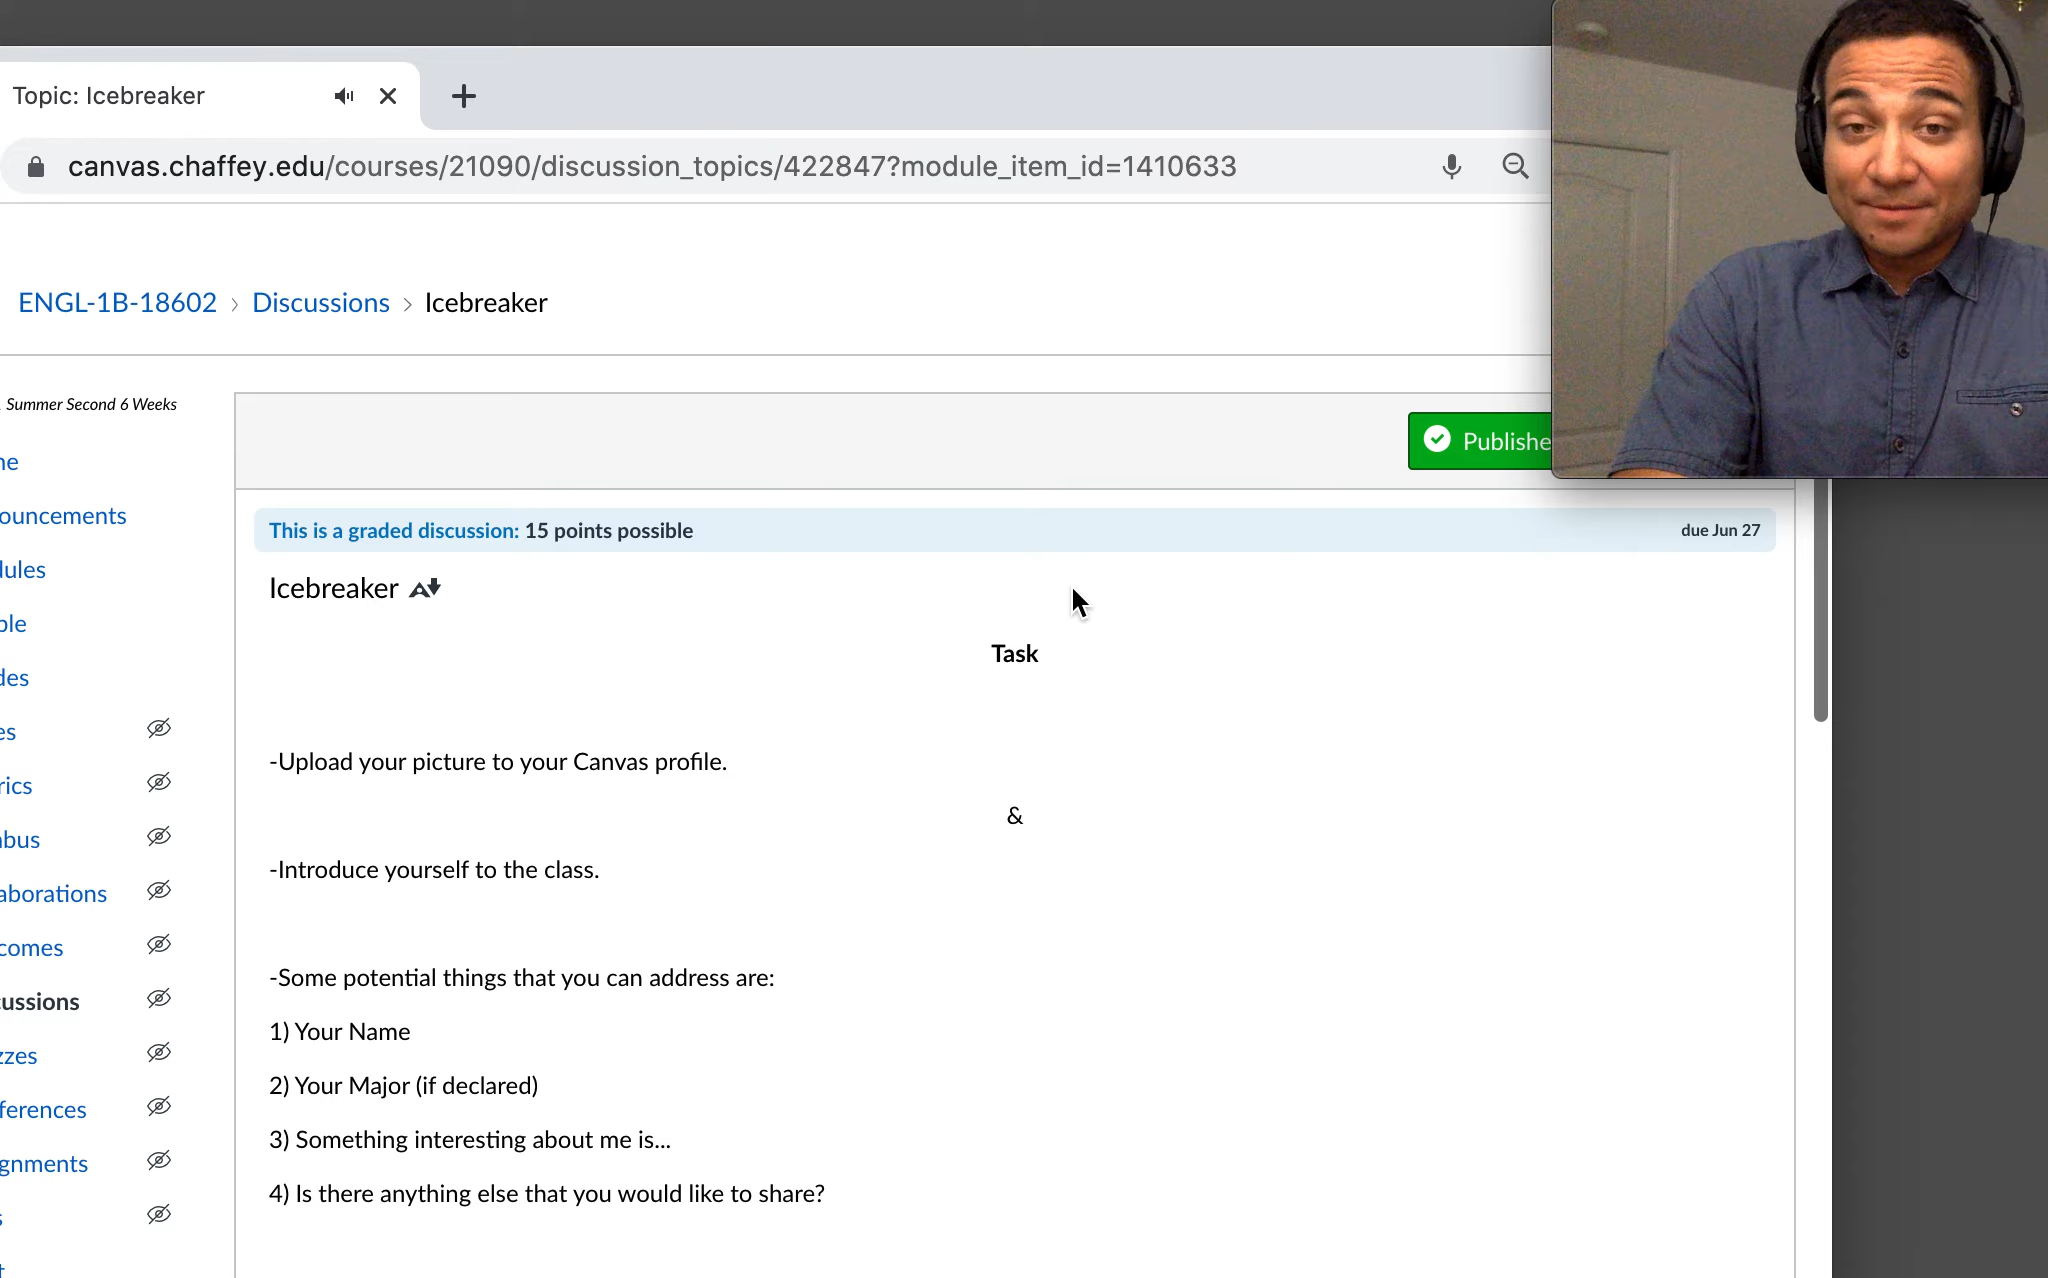 Topic: Icebreaker
canvas.chaffey.edu/courses/21090/discussion_topics/422847?module_item_id=1410633
ENGL-1B-18602 › Discussions › Icebreaker
Summer Second 6 Weeks
Publishe
ne
ouncements
This is a graded discussion: 15 points possible
due Jun 27
dules
Icebreaker
ple
Task
des
es
-Upload your picture to your Canvas profile.
rics
&
abus
-Introduce yourself to the class.
aborations
comes
-Some potential things that you can address are:
cussions
1) Your Name
zzes
2) Your Major (if declared)
ferences
3) Something interesting about me is...
gnments
4) Is there anything else that you would like to share?
s
t